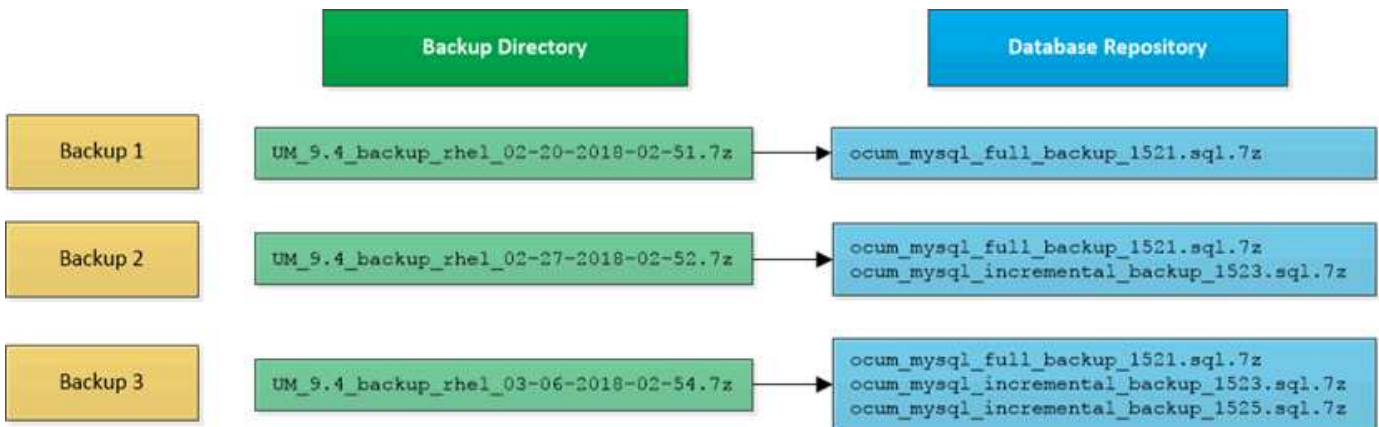 Backup Directory
Database Repository
Backup 1
UM_9.4_backup_rhel_02-20-2018-02-51.7z
ocum_mysql_full_backup_1521.sql.7z
Backup 2
UM_9.4_backup_rhel_02-27-2018-02-52.7z
ocum_mysql_full_backup_1521.sql.7z
ocum_mysql_incremental_backup_1523.sql.7z
Backup 3
UM_9.4_backup_rhel_03-06-2018-02-54.7z
ocum_mysql_full_backup_1521.sql.7z
ocum_mysql_incremental_backup_1523.sql.7z
ocum_mysql_incremental_backup_1525.sql.7z